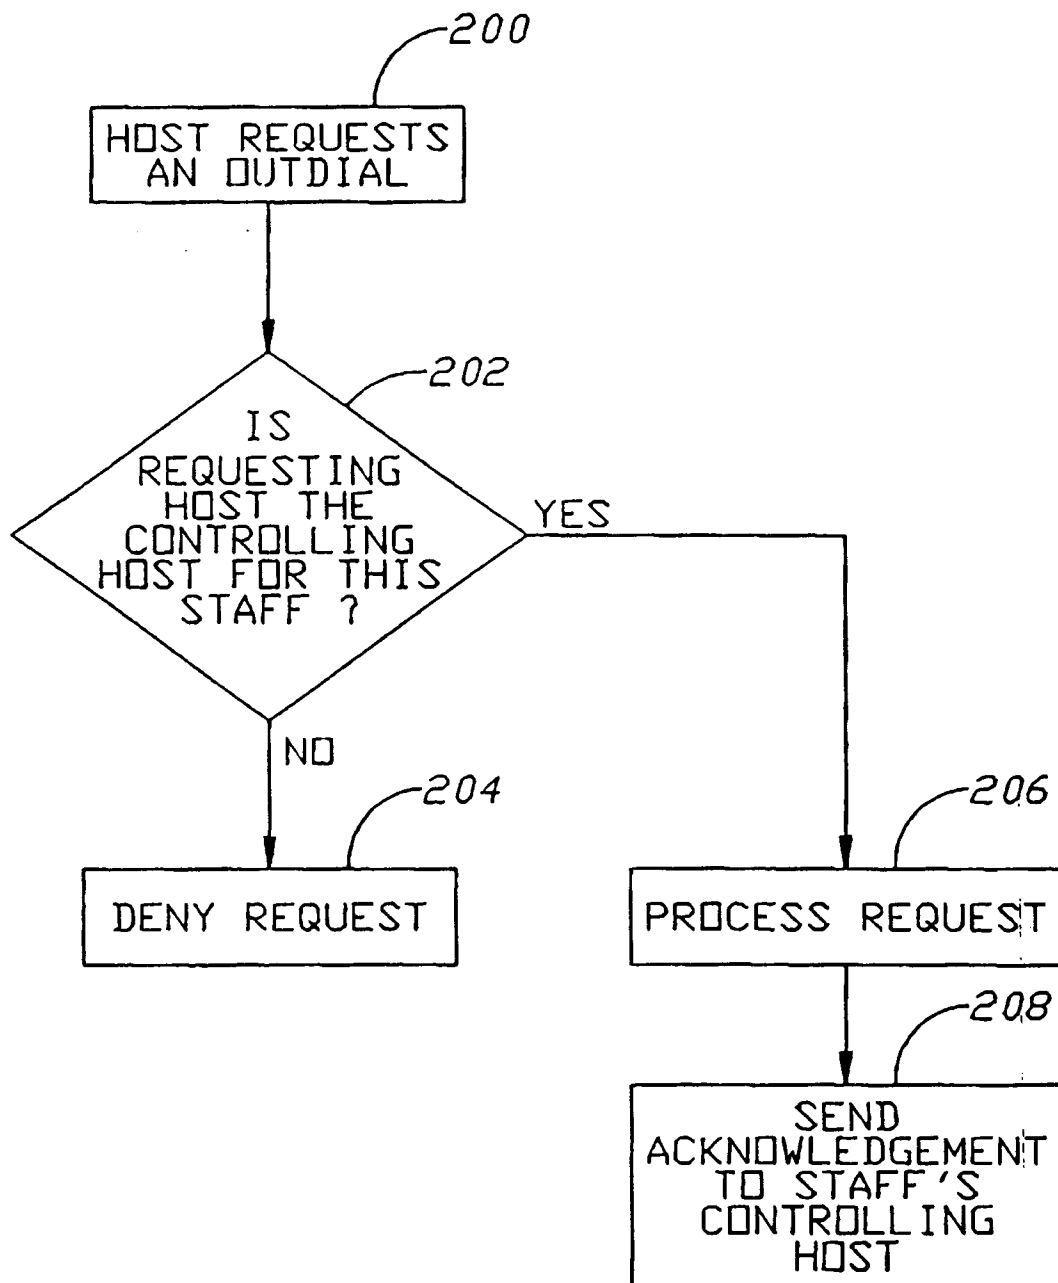 200
HOST REQUESTS
AN OUTDIAL
202
IS
REQUESTING
HOST THE
CONTROLLING
HOST FOR THIS
STAFF ?
YES
NO
204
DENY REQUEST
206
PROCESS REQUEST
208
SEND
ACKNOWLEDGEMENT
TO STAFF'S
CONTROLLING
HOST